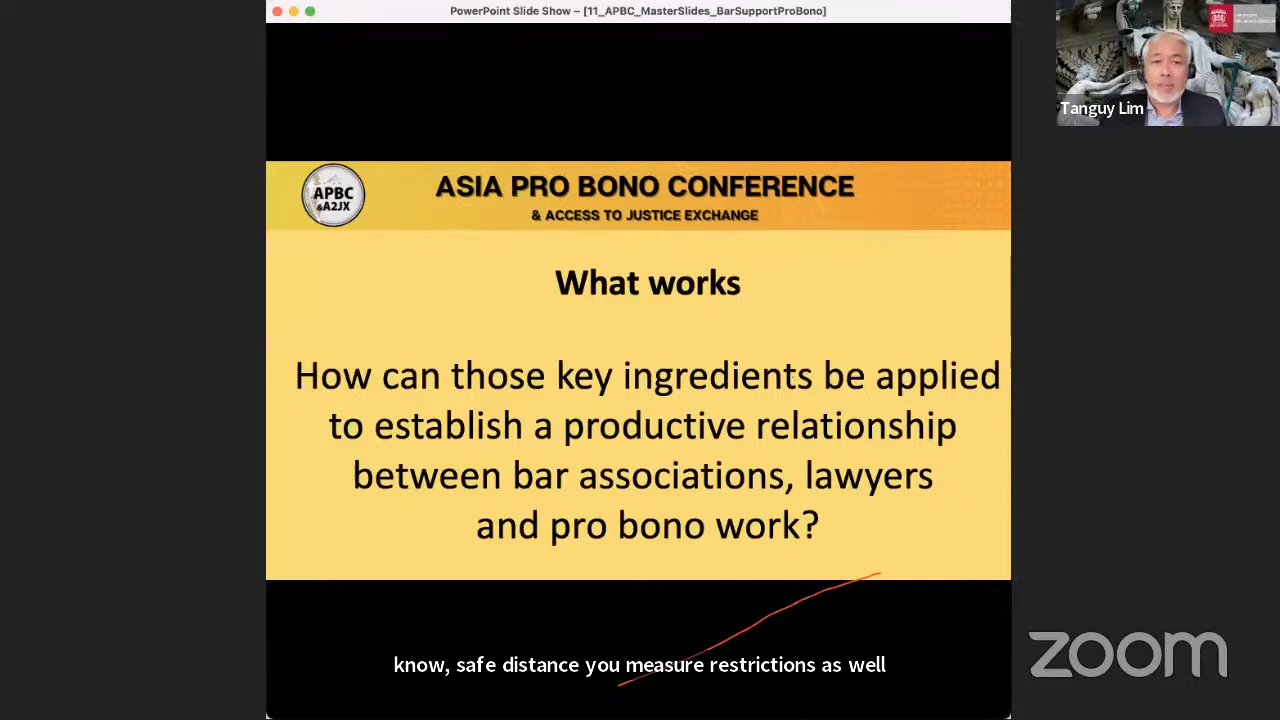 PowerPoint Slide Show – [11_APBC_MasterSlides_BarSupportProBono]
Tanguy Lim
APBC
&A2JX
ASIA PRO BONO CONFERENCE
& ACCESS TO JUSTICE EXCHANGE
What works
How can those key ingredients be applied
to establish a productive relationship
between bar associations, lawyers
and pro bono work?
know, safe distance you measure restrictions as well
zoom